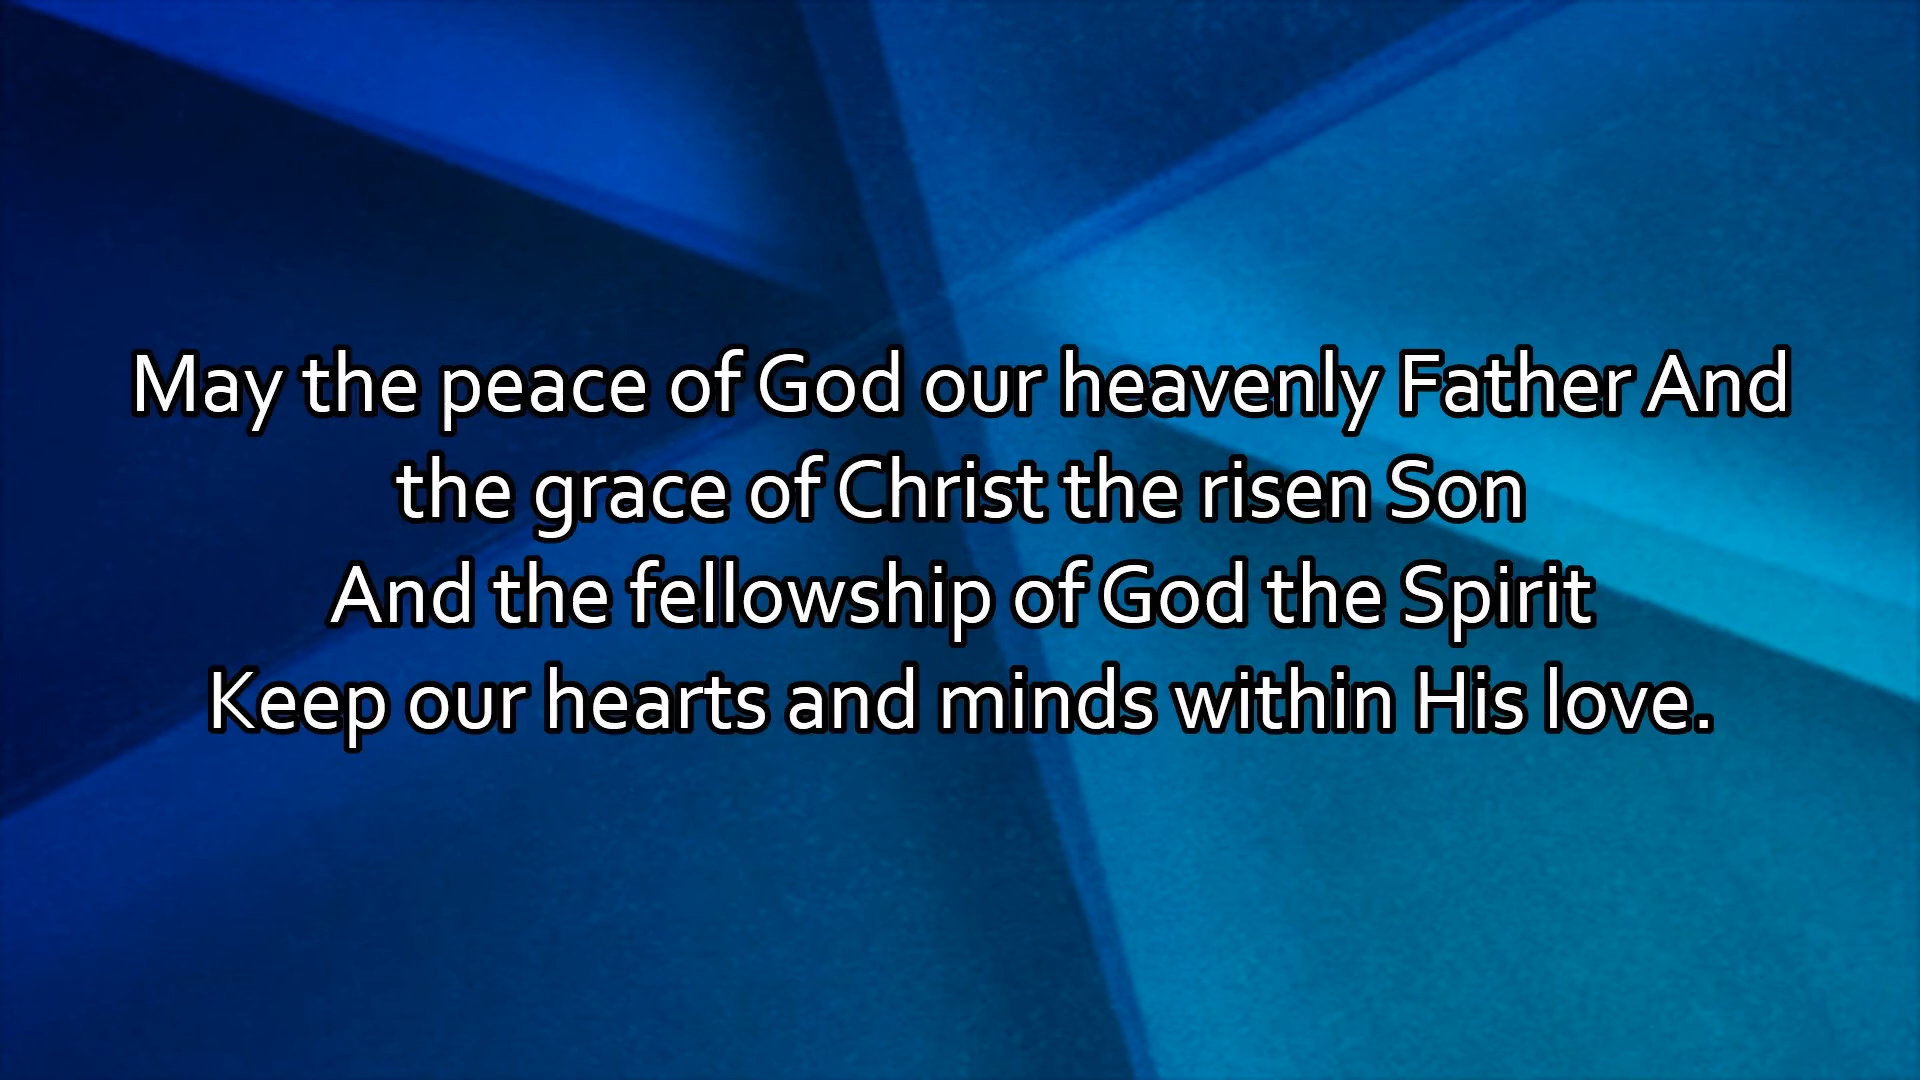 May the peace of God our heavenly Father And
the grace of Christ the risen Son
And the fellowship of God the Spirit
Keep our hearts and minds within His love.